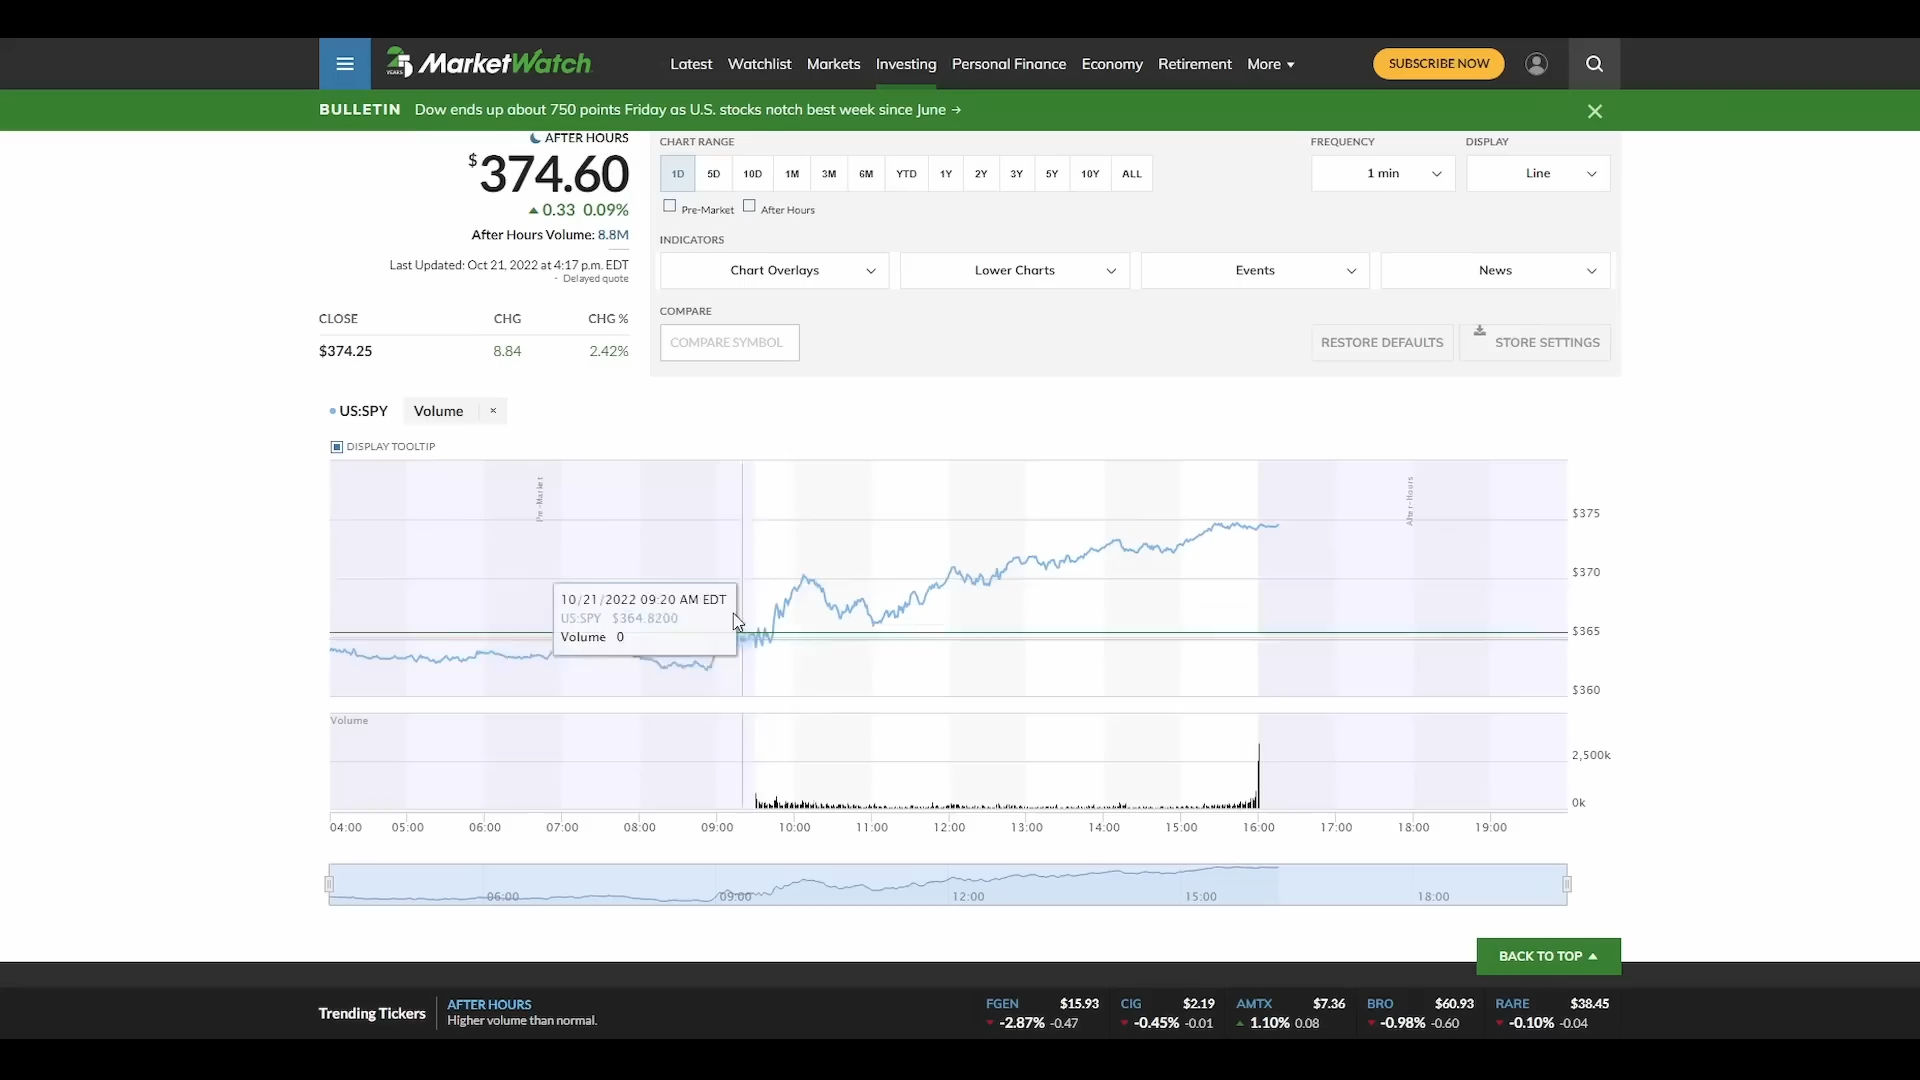 25 YEARS MarketWatch
Latest Watchlist Markets Investing Personal Finance Economy Retirement More
SUBSCRIBE NOW
BULLETIN Dow ends up about 750 points Friday as U.S. stocks notch best week since June →
AFTER HOURS
$374.60
0.33 0.09%
After Hours Volume: 8.8M
Last Updated: Oct 21, 2022 at 4:17 p.m. EDT
- Delayed quote
CLOSE CHG CHG %
$374.25 8.84 2.42%
CHART RANGE
1D 5D 10D 1M 3M 6M YTD 1Y 2Y 3Y 5Y 10Y ALL
Pre-Market After Hours
FREQUENCY
1 min
DISPLAY
Line
INDICATORS
Chart Overlays Lower Charts Events News
COMPARE
COMPARE SYMBOL
RESTORE DEFAULTS STORE SETTINGS
US:SPY Volume ×
DISPLAY TOOLTIP
Pre-Market
After-Hours
10/21/2022 09:20 AM EDT
US:SPY $364.8200
Volume 0
$375
$370
$365
$360
Volume
2,500k
0k
04:00 05:00 06:00 07:00 08:00 09:00 10:00 11:00 12:00 13:00 14:00 15:00 16:00 17:00 18:00 19:00
06:00 09:00 12:00 15:00 18:00
BACK TO TOP
Trending Tickers
AFTER HOURS
Higher volume than normal.
FGEN $15.93 CIG $2.19 AMTX $7.36 BRO $60.93 RARE $38.45
-2.87% -0.47 -0.45% -0.01 1.10% 0.08 -0.98% -0.60 -0.10% -0.04